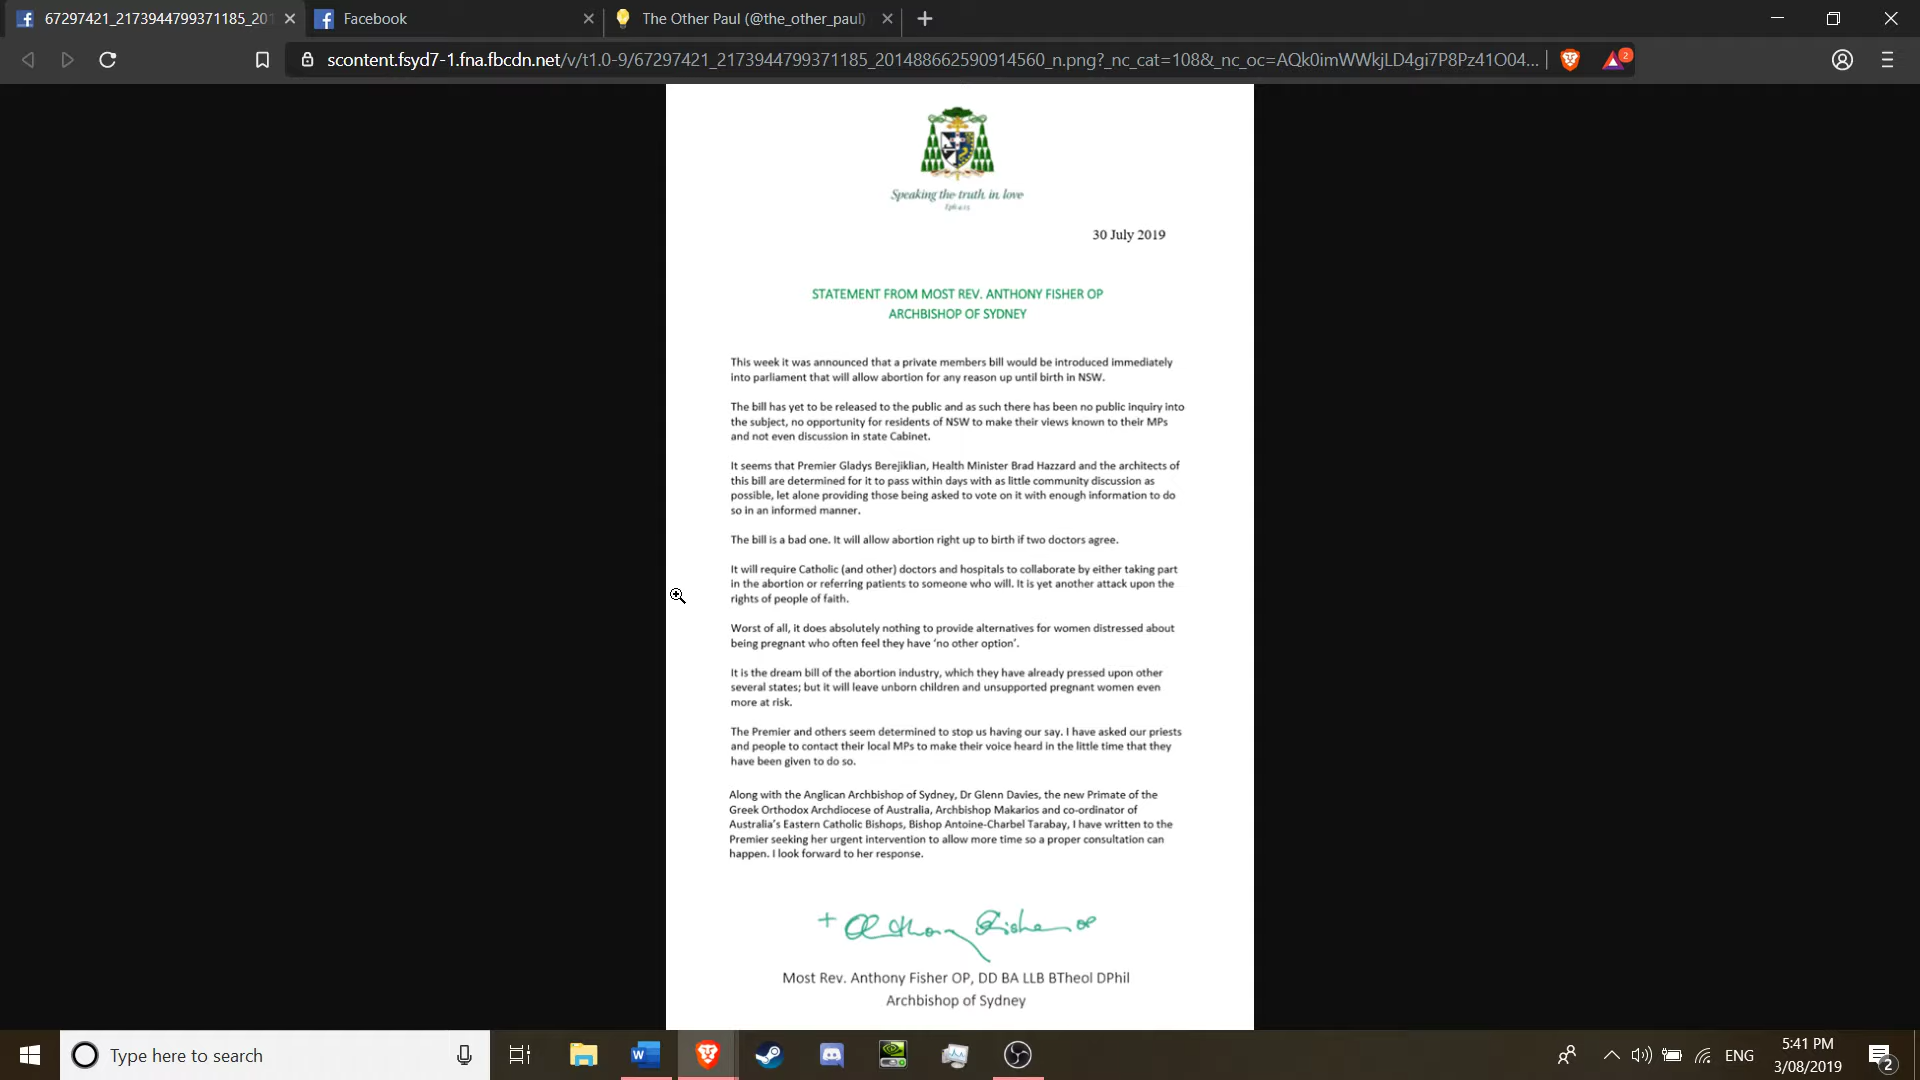 67297421_2173944799371185_201
Facebook
The Other Paul (@the_other_paul)
scontent.fsyd7-1.fna.fbcdn.net/v/t1.0-9/67297421_2173944799371185_201488662590914560_n.png?_nc_cat=108&_nc_oc=AQk0imWWkjLD4gi7P8Pz41O04...
2
Speaking the truth in love
Eph 4:15
30 July 2019
STATEMENT FROM MOST REV. ANTHONY FISHER OP
ARCHBISHOP OF SYDNEY
This week it was announced that a private members bill would be introduced immediately
into parliament that will allow abortion for any reason up until birth in NSW.
The bill has yet to be released to the public and as such there has been no public inquiry into
the subject, no opportunity for residents of NSW to make their views known to their MPs
and not even discussion in state Cabinet.
It seems that Premier Gladys Berejiklian, Health Minister Brad Hazzard and the architects of
this bill are determined for it to pass within days with as little community discussion as
possible, let alone providing those being asked to vote on it with enough information to do
so in an informed manner.
The bill is a bad one. It will allow abortion right up to birth if two doctors agree.
It will require Catholic (and other) doctors and hospitals to collaborate by either taking part
in the abortion or referring patients to someone who will. It is yet another attack upon the
rights of people of faith.
Worst of all, it does absolutely nothing to provide alternatives for women distressed about
being pregnant who often feel they have ‘no other option’.
It is the dream bill of the abortion industry, which they have already pressed upon other
several states; but it will leave unborn children and unsupported pregnant women even
more at risk.
The Premier and others seem determined to stop us having our say. I have asked our priests
and people to contact their local MPs to make their voice heard in the little time that they
have been given to do so.
Along with the Anglican Archbishop of Sydney, Dr Glenn Davies, the new Primate of the
Greek Orthodox Archdiocese of Australia, Archbishop Makarios and co-ordinator of
Australia’s Eastern Catholic Bishops, Bishop Antoine-Charbel Tarabay, I have written to the
Premier seeking her urgent intervention to allow more time so a proper consultation can
happen. I look forward to her response.
+ Anthony Fisher OP
Most Rev. Anthony Fisher OP, DD BA LLB BTheol DPhil
Archbishop of Sydney
Type here to search
ENG
5:41 PM
3/08/2019
2